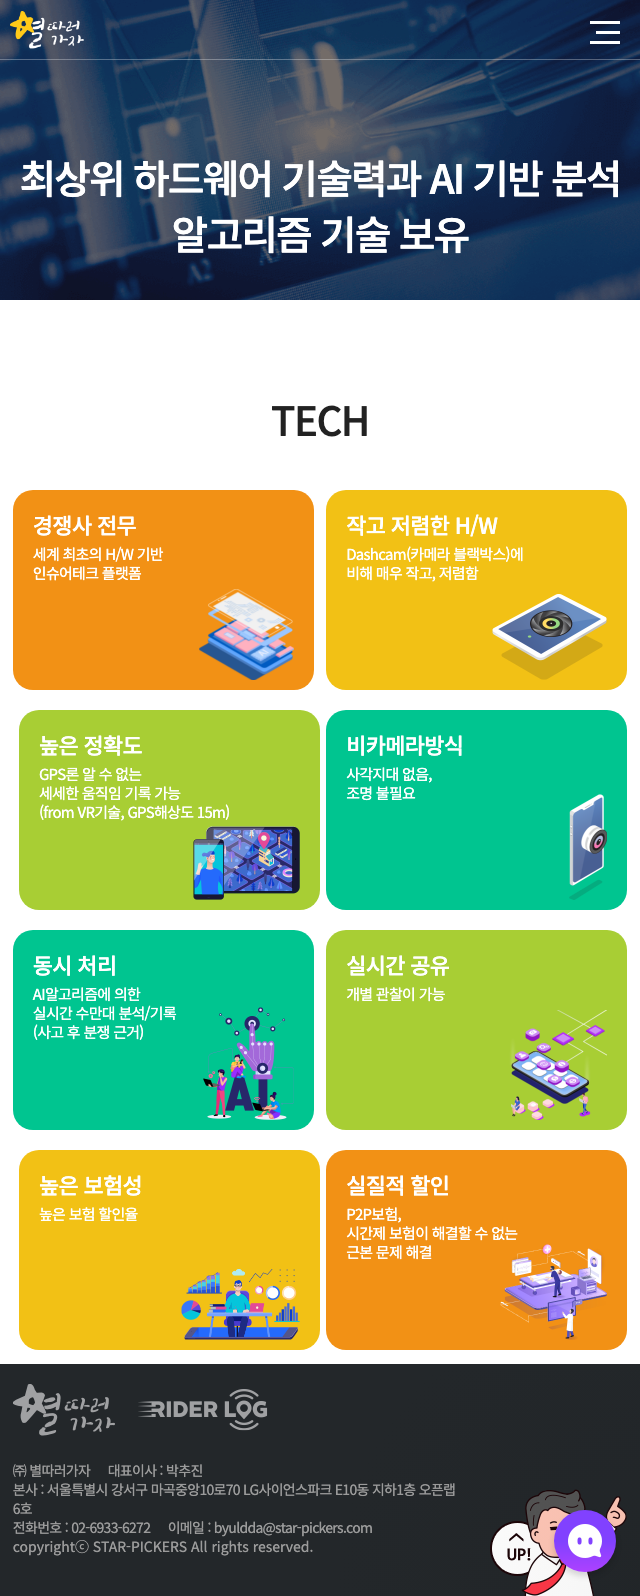 별따러
가자
최상위 하드웨어 기술력과 AI 기반 분석
알고리즘 기술 보유
TECH
경쟁사 전무
세계 최초의 H/W 기반
인슈어테크 플랫폼
작고 저렴한 H/W
Dashcam(카메라 블랙박스)에
비해 매우 작고, 저렴함
높은 정확도
GPS론 알 수 없는
세세한 움직임 기록 가능
(from VR기술, GPS해상도 15m)
비카메라방식
사각지대 없음,
조명 불필요
동시 처리
AI알고리즘에 의한
실시간 수만대 분석/기록
(사고 후 분쟁 근거)
AI
실시간 공유
개별 관찰이 가능
높은 보험성
높은 보험 할인율
실질적 할인
P2P보험,
시간제 보험이 해결할 수 없는
근본 문제 해결
별따러
가자
RIDER LOG
㈜ 별따러가자 대표이사 : 박추진
본사 : 서울특별시 강서구 마곡중앙10로70 LG사이언스파크 E10동 지하1층 오픈랩
6호
전화번호 : 02-6933-6272 이메일 : byuldda@star-pickers.com
copyrightⓒ STAR-PICKERS All rights reserved.
UP!